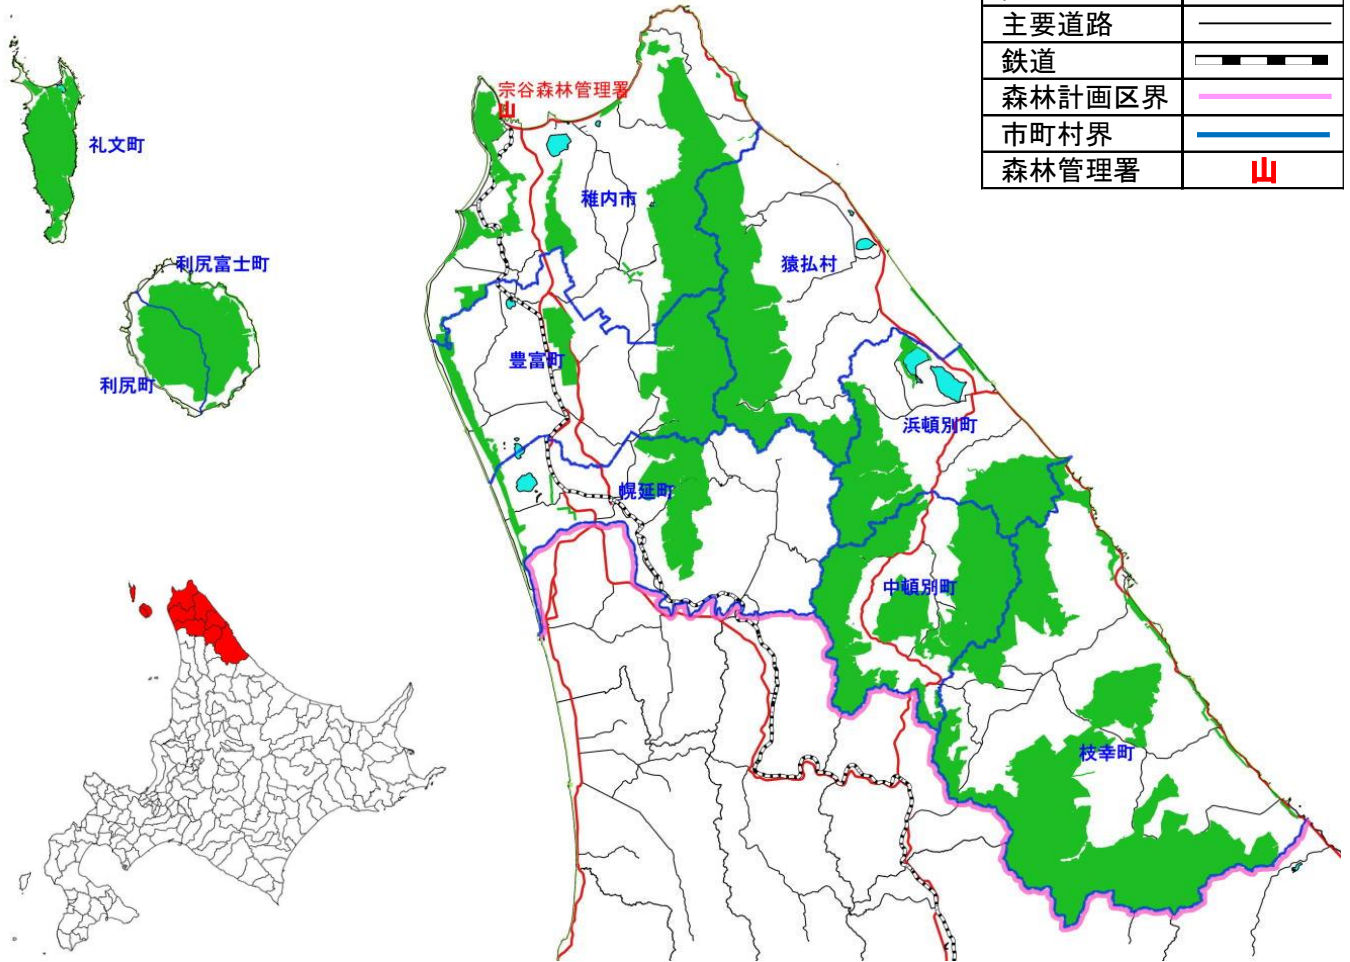 主要道路
鉄道
森林計画区界
市町村界
森林管理署
山
宗谷森林管理署
山
礼文町
稚内市
利尻富士町
猿払村
豊富町
利尻町
浜頓別町
幌延町
中頓別町
枝幸町